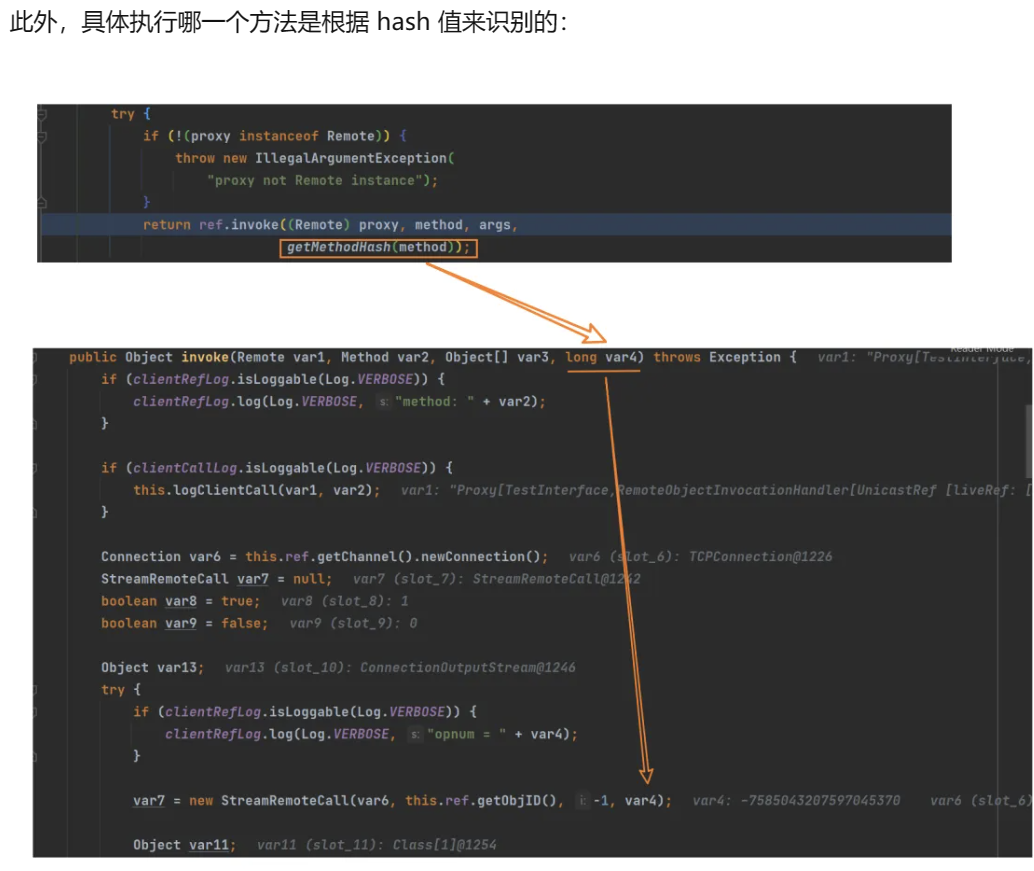 此外，具体执行哪一个方法是根据 hash 值来识别的：
try {
if (!(proxy instanceof Remote)) {
throw new IllegalArgumentException(
"proxy not Remote instance");
}
return ref.invoke((Remote) proxy, method, args,
getMethodHash(method));
public Object invoke(Remote var1, Method var2, Object[] var3, long var4) throws Exception { var1: "Proxy[TestInterface,
Reader Mode
if (clientRefLog.isLoggable(Log.VERBOSE)) {
clientRefLog.log(Log.VERBOSE, s: "method: " + var2);
}
if (clientCallLog.isLoggable(Log.VERBOSE)) {
this.logClientCall(var1, var2); var1: "Proxy[TestInterface,RemoteObjectInvocationHandler[UnicastRef [liveRef: [
}
Connection var6 = this.ref.getChannel().newConnection(); var6 (slot_6): TCPConnection@1226
StreamRemoteCall var7 = null; var7 (slot_7): StreamRemoteCall@1242
boolean var8 = true; var8 (slot_8): 1
boolean var9 = false; var9 (slot_9): 0
Object var13; var13 (slot_10): ConnectionOutputStream@1246
try {
if (clientRefLog.isLoggable(Log.VERBOSE)) {
clientRefLog.log(Log.VERBOSE, s: "opnum = " + var4);
}
var7 = new StreamRemoteCall(var6, this.ref.getObjID(), i: -1, var4); var4: -7585043207597045370 var6 (slot_6)
Object var11; var11 (slot_11): Class[1]@1254